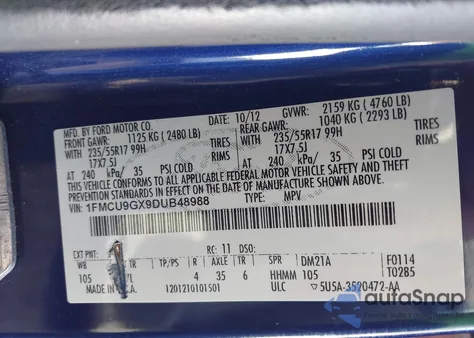 MFD. BY FORD MOTOR CO. 10/12 GVWR: 2159 KG (4760 LB)
FRONT GAWR: 1125 KG (2480 LB) REAR GAWR: 1040 KG (2293 LB)
235/55R17 99H TIRES 235/55R17 99H TIRES
17X7.5J RIMS 17X7.5J RIMS
AT 240 kPa/ 35 PSI COLD AT 240 kPa/ 35 PSI COLD
THIS VEHICLE CONFORMS TO ALL APPLICABLE FEDERAL MOTOR VEHICLE SAFETY, BUMPER, AND THEFT
PREVENTION STANDARDS IN EFFECT ON THE DATE OF MANUFACTURE SHOWN ABOVE.
VIN: 1FMCU9GX9DUB48988 TYPE: MPV
EXT PNT: RC: 11 DSO:
WB TP/PS R AXLE TR SPR DM21A F0114
105 4 35 6 HHMM 105 T0285
MADE IN 1201210101501 ULC 5U5A-3520472-AA
autoSnap